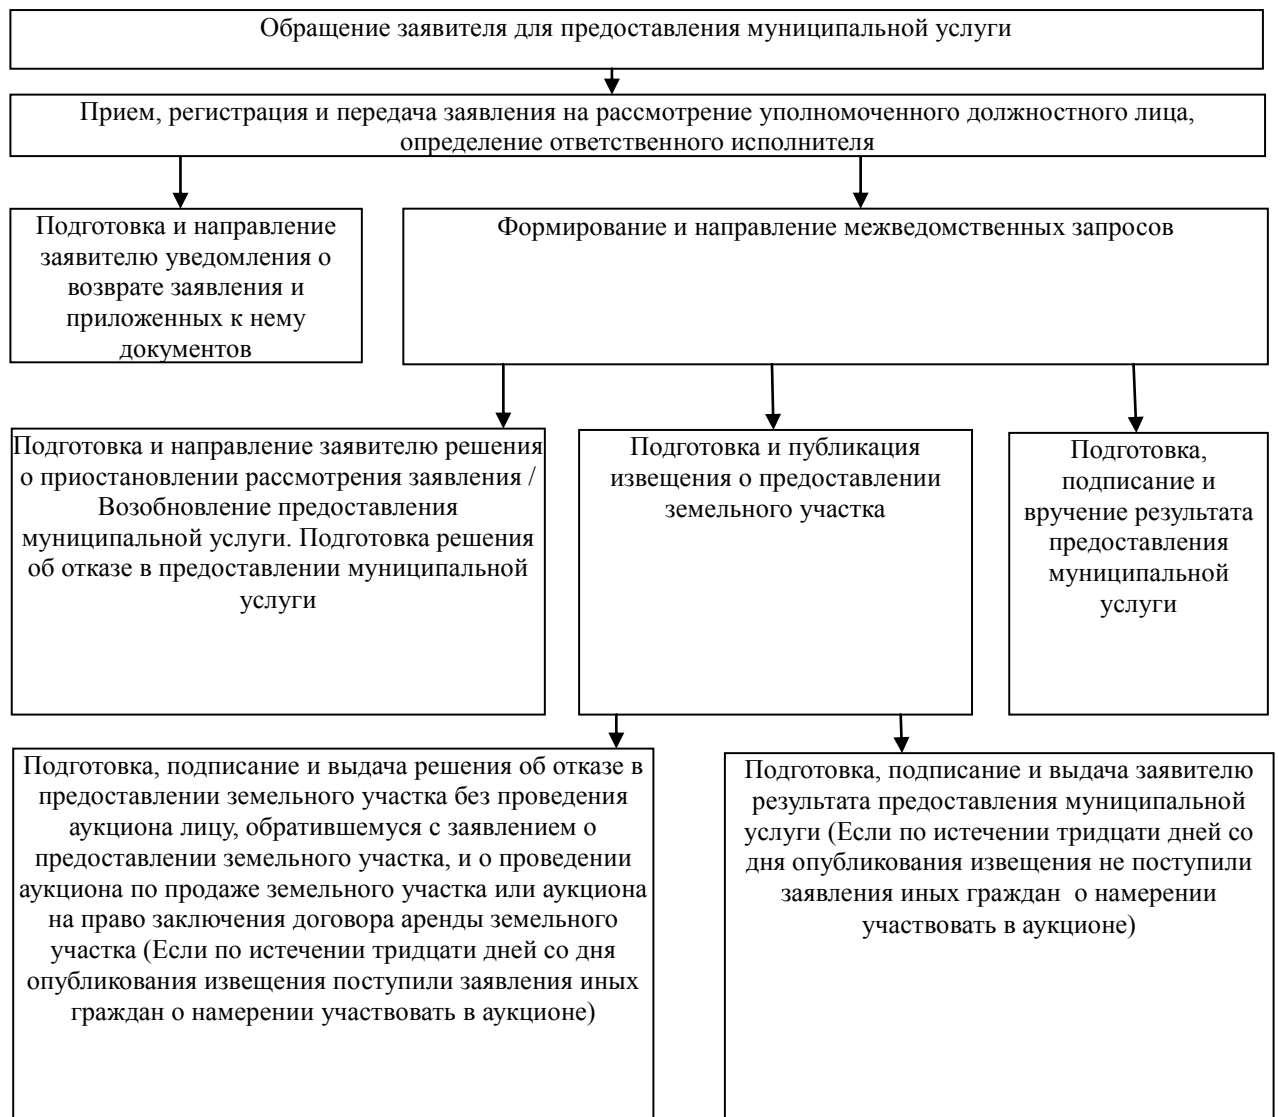 Обращение заявителя для предоставления муниципальной услуги
Прием, регистрация и передача заявления на рассмотрение уполномоченного должностного лица,
определение ответственного исполнителя
Подготовка и направление
заявителю уведомления о
возврате заявления и
приложенных к нему
документов
Формирование и направление межведомственных запросов
Подготовка и направление заявителю решения
о приостановлении рассмотрения заявления /
Возобновление предоставления
муниципальной услуги. Подготовка решения
об отказе в предоставлении муниципальной
услуги
Подготовка и публикация
извещения о предоставлении
земельного участка
Подготовка,
подписание и
вручение результата
предоставления
муниципальной
услуги
Подготовка, подписание и выдача решения об отказе в
предоставлении земельного участка без проведения
аукциона лицу, обратившемуся с заявлением о
предоставлении земельного участка, и о проведении
аукциона по продаже земельного участка или аукциона
на право заключения договора аренды земельного
участка (Если по истечении тридцати дней со дня
опубликования извещения поступили заявления иных
граждан о намерении участвовать в аукционе)
Подготовка, подписание и выдача заявителю
результата предоставления муниципальной
услуги (Если по истечении тридцати дней со
дня опубликования извещения не поступили
заявления иных граждан о намерении
участвовать в аукционе)